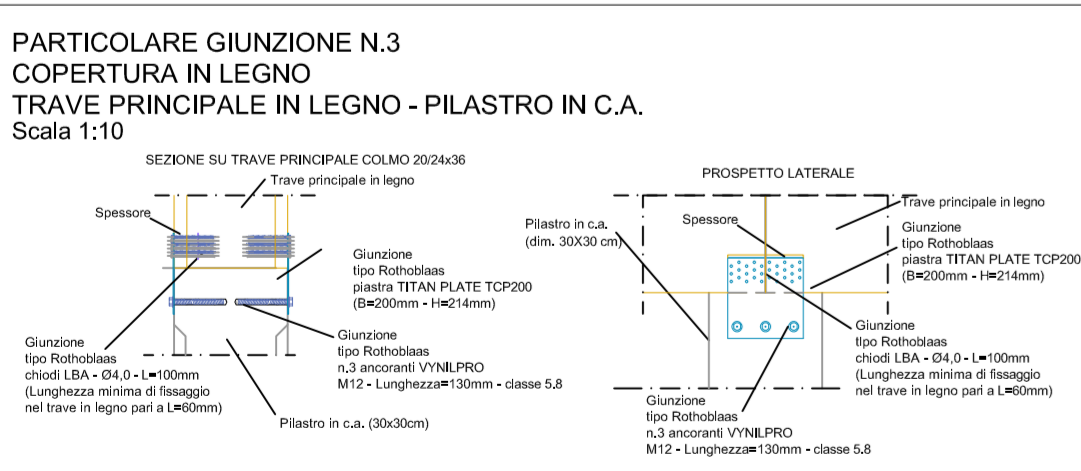 PARTICOLARE GIUNZIONE N.3
COPERTURA IN LEGNO
TRAVE PRINCIPALE IN LEGNO - PILASTRO IN C.A.
Scala 1:10
SEZIONE SU TRAVE PRINCIPALE COLMO 20/24x36
Trave principale in legno
Spessore
Giunzione
tipo Rothoblaas
piastra TITAN PLATE TCP200
(B=200mm - H=214mm)
Giunzione
tipo Rothoblaas
chiodi LBA - Ø4,0 - L=100mm
(Lunghezza minima di fissaggio
nel trave in legno pari a L=60mm)
Giunzione
tipo Rothoblaas
n.3 ancoranti VYNILPRO
M12 - Lunghezza=130mm - classe 5.8
Pilastro in c.a. (30x30cm)
PROSPETTO LATERALE
Pilastro in c.a.
(dim. 30X30 cm)
Spessore
Trave principale in legno
Giunzione
tipo Rothoblaas
piastra TITAN PLATE TCP200
(B=200mm - H=214mm)
Giunzione
tipo Rothoblaas
chiodi LBA - Ø4,0 - L=100mm
(Lunghezza minima di fissaggio
nel trave in legno pari a L=60mm)
Giunzione
tipo Rothoblaas
n.3 ancoranti VYNILPRO
M12 - Lunghezza=130mm - classe 5.8